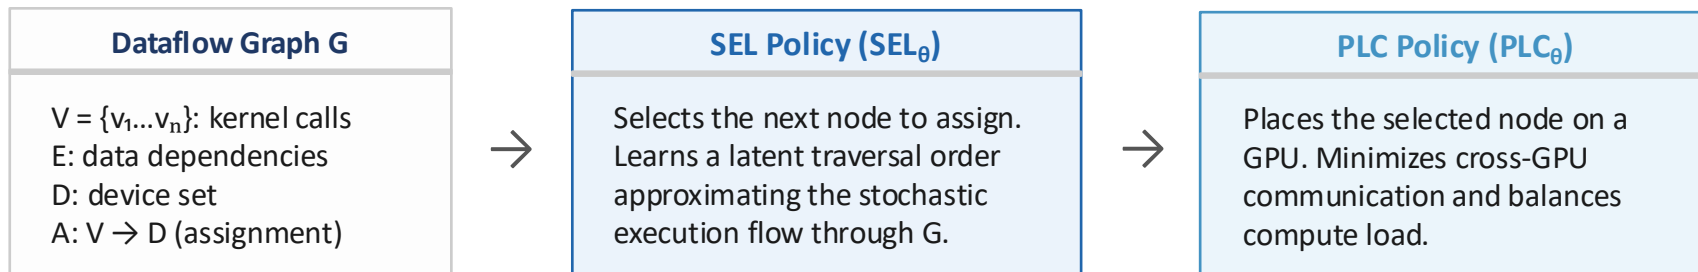 Dataflow Graph G
V = {v₁...vₙ}: kernel calls
E: data dependencies
D: device set
A: V → D (assignment)
SEL Policy (SEL_θ)
Selects the next node to assign.
Learns a latent traversal order
approximating the stochastic
execution flow through G.
PLC Policy (PLC_θ)
Places the selected node on a
GPU. Minimizes cross-GPU
communication and balances
compute load.